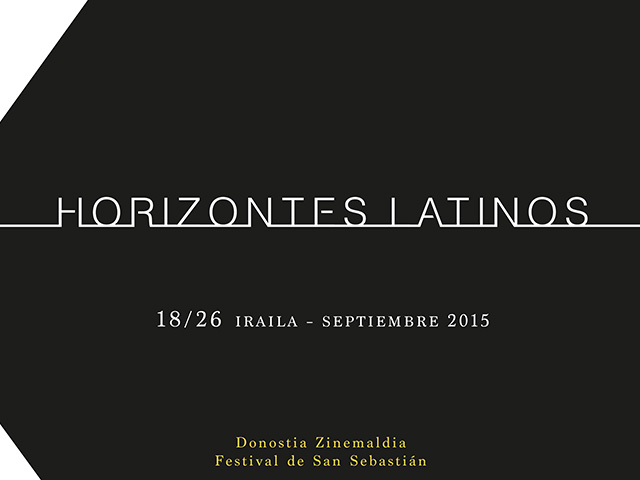 HORIZONTES LATINOS
18/26 IRAILA – SEPTIEMBRE 2015
Donostia Zinemaldia
Festival de San Sebastián